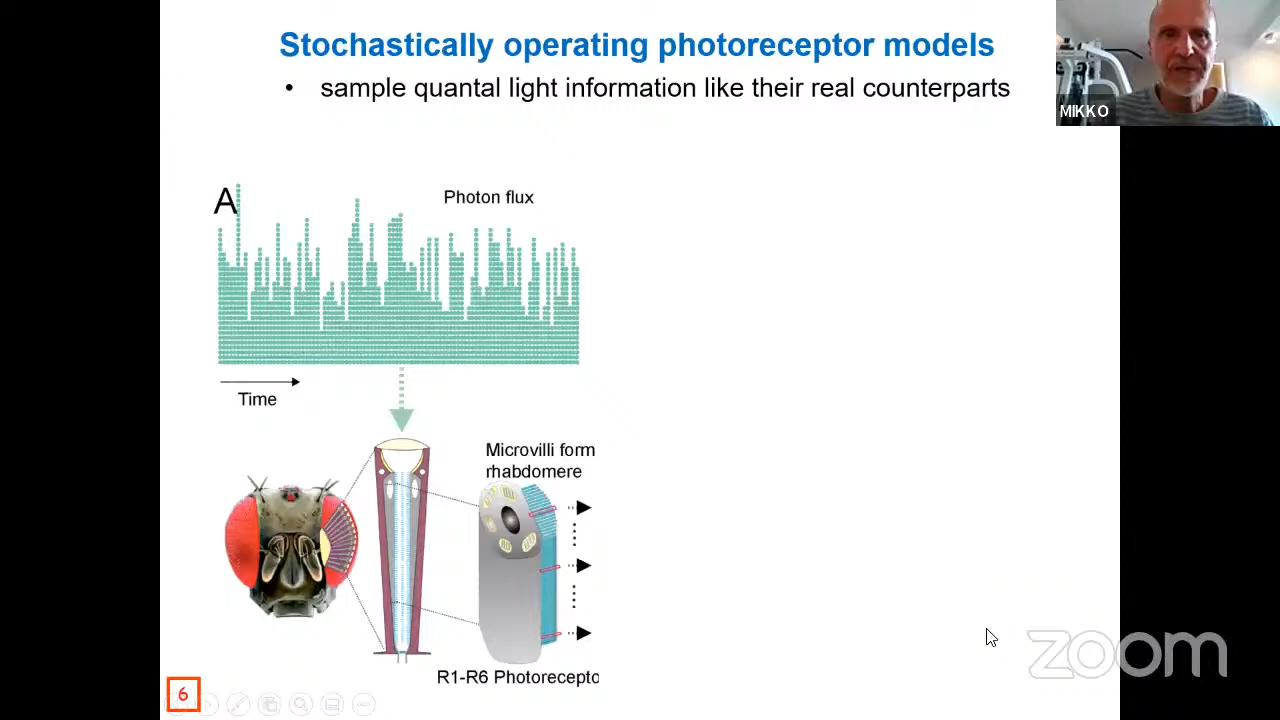 Stochastically operating photoreceptor models
• sample quantal light information like their real counterparts
MIKKO
A
Photon flux
Time
Microvilli form
rhabdomere
R1-R6 Photorecepto
6
zoom